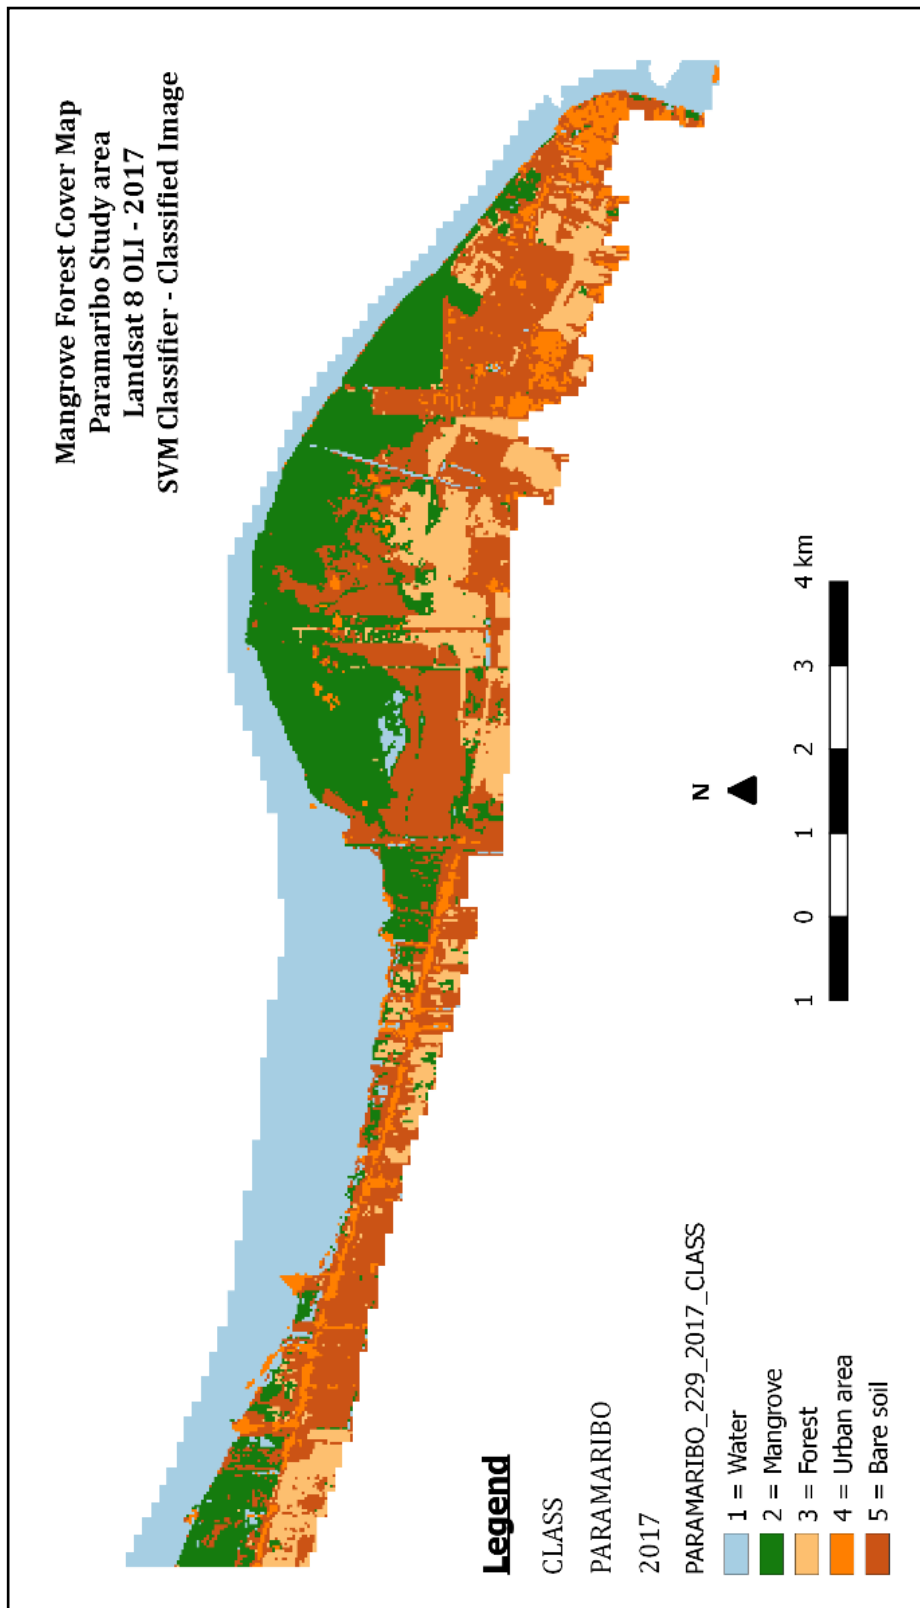 Mangrove Forest Cover Map
Paramaribo Study area
Landsat 8 OLI - 2017
SVM Classifier - Classified Image
N
1 0 1 2 3 4 km
Legend
CLASS
PARAMARIBO
2017
PARAMARIBO_229_2017_CLASS
1 = Water
2 = Mangrove
3 = Forest
4 = Urban area
5 = Bare soil